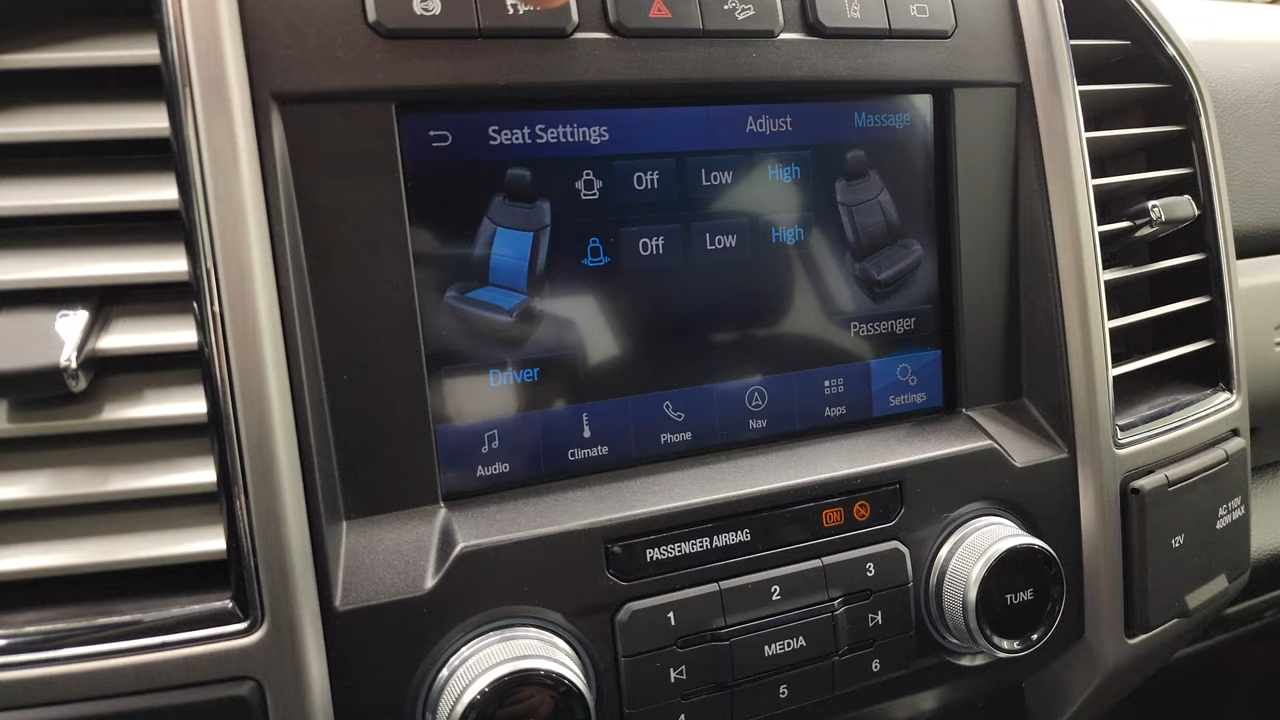 Seat Settings Adjust Massage
Off Low High
Off Low High
Passenger
Driver
Audio Climate Phone Nav Apps Settings
PASSENGER AIRBAG ON
1 2 3
MEDIA
4 5 6
TUNE
12V
AC 110V
400W MAX